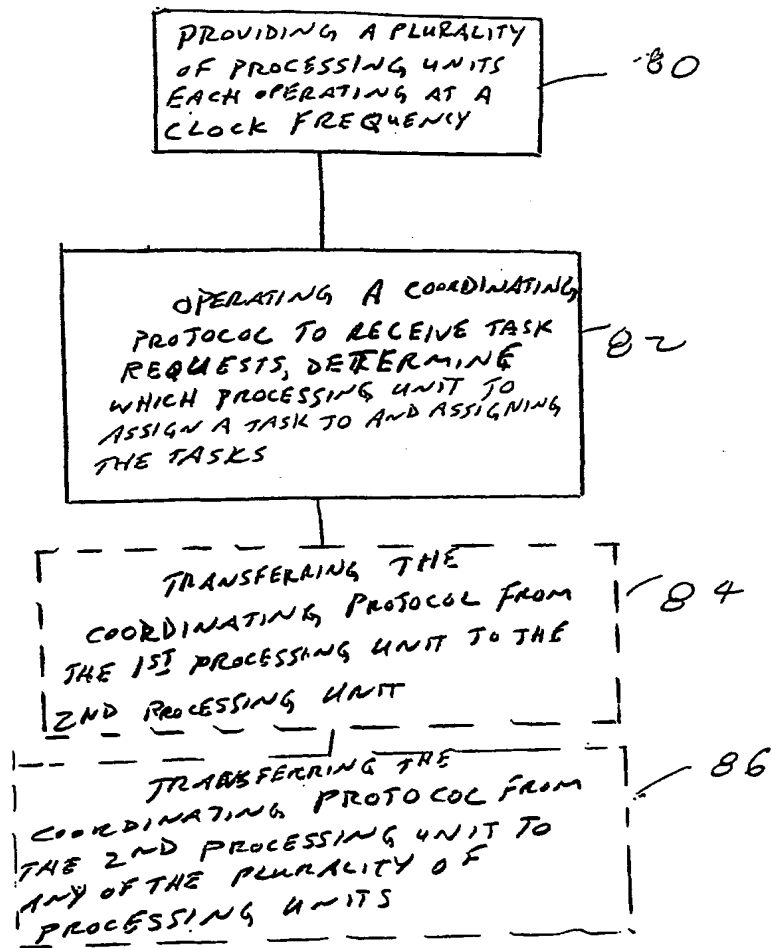 PROVIDING A PLURALITY
OF PROCESSING UNITS
EACH OPERATING AT A
CLOCK FREQUENCY
80
OPERATING A COORDINATING
PROTOCOL TO RECEIVE TASK
REQUESTS, DETERMINE
WHICH PROCESSING UNIT TO
ASSIGN A TASK TO AND ASSIGNING
THE TASKS
82
TRANSFERRING THE
COORDINATING PROTOCOL FROM
THE 1ST PROCESSING UNIT TO THE
2ND PROCESSING UNIT
84
TRANSFERRING THE
COORDINATING PROTOCOL FROM
THE 2ND PROCESSING UNIT TO
ANY OF THE PLURALITY OF
PROCESSING UNITS
86